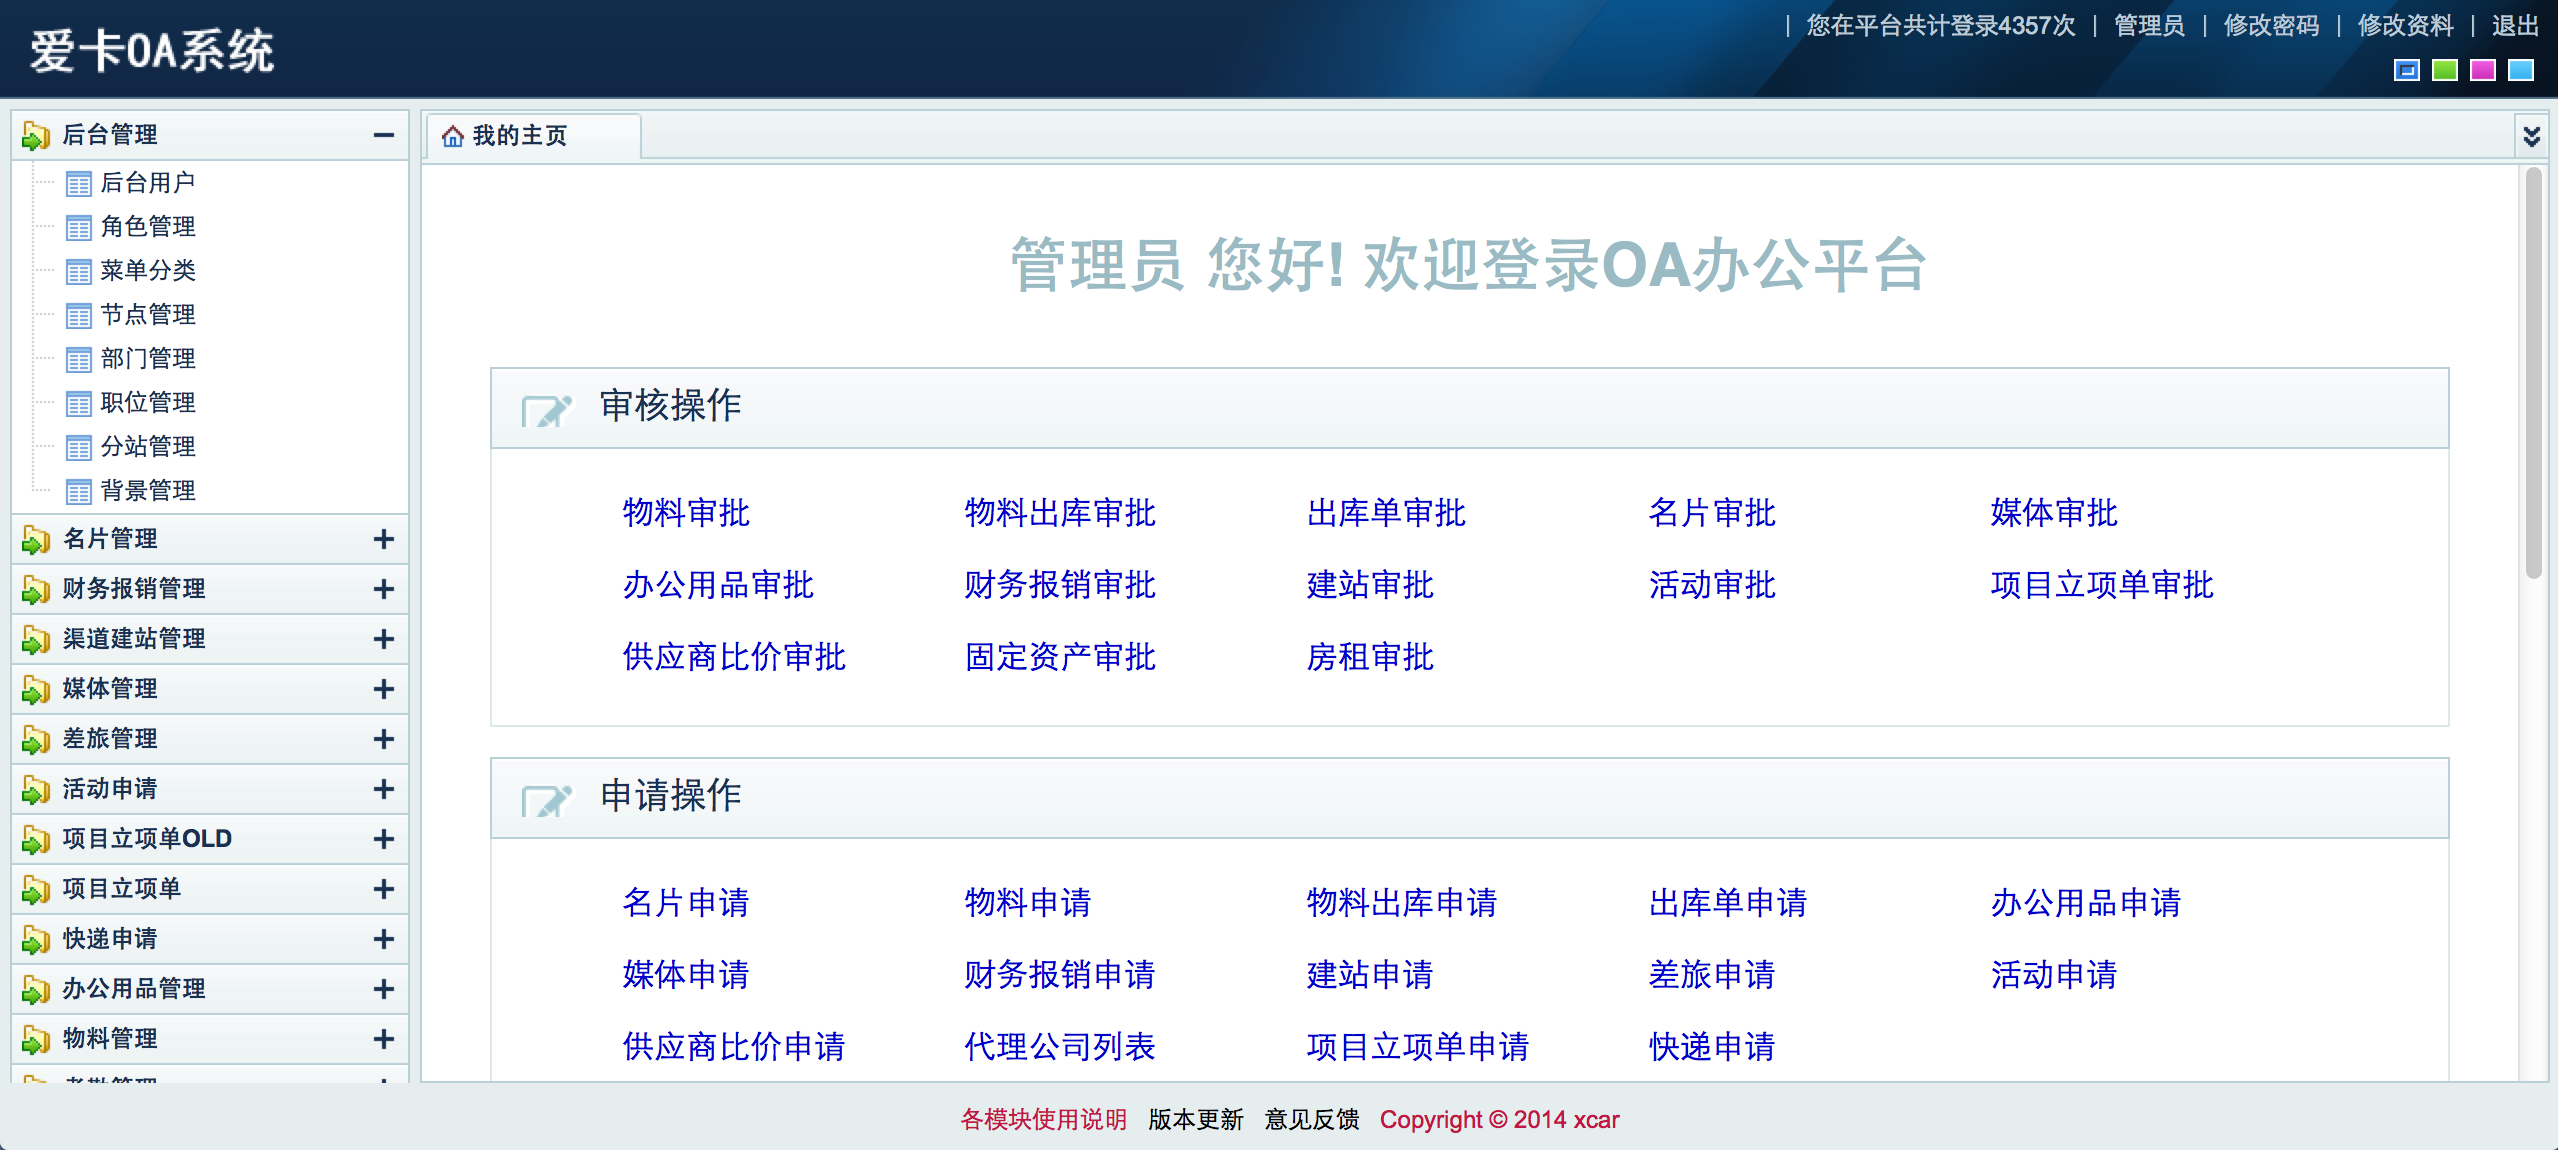 爱卡OA系统
| 您在平台共计登录4357次 | 管理员 | 修改密码 | 修改资料 | 退出
后台管理
后台用户
角色管理
菜单分类
节点管理
部门管理
职位管理
分站管理
背景管理
名片管理
财务报销管理
渠道建站管理
媒体管理
差旅管理
活动申请
项目立项单OLD
项目立项单
快递申请
办公用品管理
物料管理
我的主页
管理员 您好! 欢迎登录OA办公平台
审核操作
物料审批 物料出库审批 出库单审批 名片审批 媒体审批
办公用品审批 财务报销审批 建站审批 活动审批 项目立项单审批
供应商比价审批 固定资产审批 房租审批
申请操作
名片申请 物料申请 物料出库申请 出库单申请 办公用品申请
媒体申请 财务报销申请 建站申请 差旅申请 活动申请
供应商比价申请 代理公司列表 项目立项单申请 快递申请
各模块使用说明 版本更新 意见反馈 Copyright © 2014 xcar